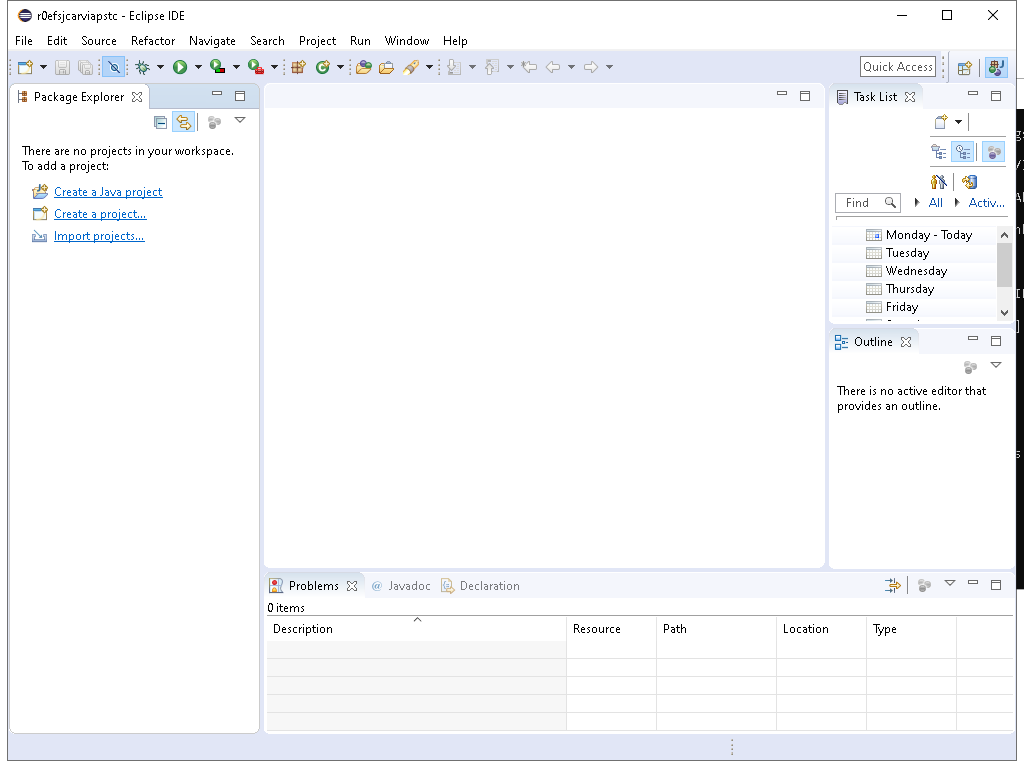 r0efsjcarviapstc - Eclipse IDE
File Edit Source Refactor Navigate Search Project Run Window Help
Quick Access
Package Explorer
There are no projects in your workspace.
To add a project:
Create a Java project
Create a project...
Import projects...
Task List
Find All Activ...
Monday - Today
Tuesday
Wednesday
Thursday
Friday
Outline
There is no active editor that
provides an outline.
Problems @ Javadoc Declaration
0 items
Description Resource Path Location Type